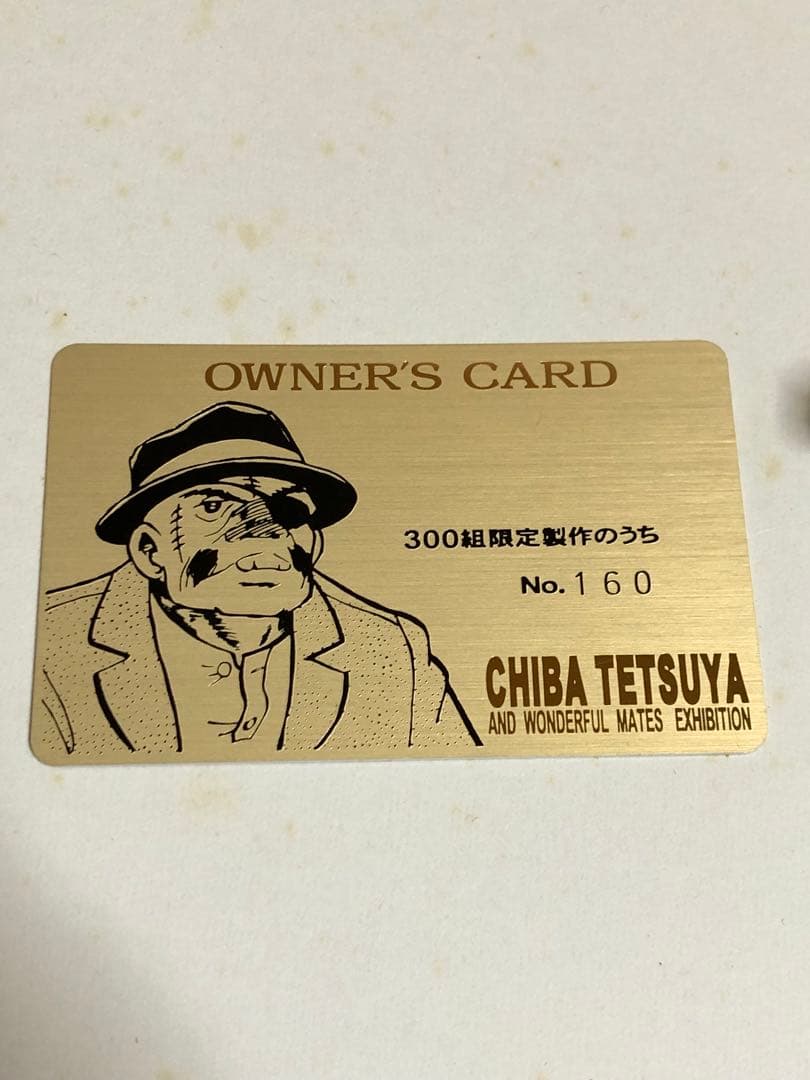 OWNER'S CARD
300組限定製作のうち
No. 160
CHIBA TETSUYA
AND WONDERFUL MATES EXHIBITION